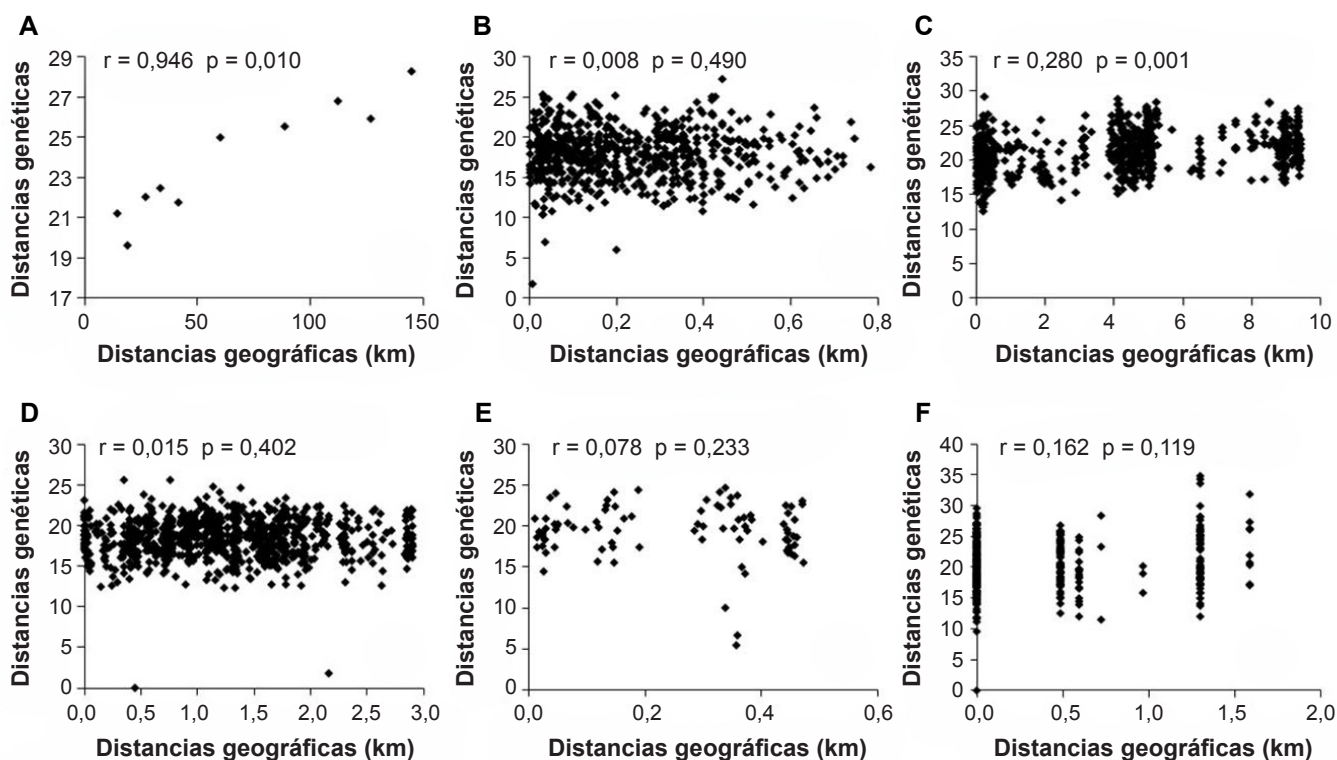 A
r = 0,946 p = 0,010
Distancias genéticas
29
27
25
23
21
19
17
0 50 100 150
Distancias geográficas (km)
B
r = 0,008 p = 0,490
Distancias genéticas
30
25
20
15
10
5
0
0,0 0,2 0,4 0,6 0,8
Distancias geográficas (km)
C
r = 0,280 p = 0,001
Distancias genéticas
35
30
25
20
15
10
5
0
0 2 4 6 8 10
Distancias geográficas (km)
D
r = 0,015 p = 0,402
Distancias genéticas
30
25
20
15
10
5
0
0,0 0,5 1,0 1,5 2,0 2,5 3,0
Distancias geográficas (km)
E
r = 0,078 p = 0,233
Distancias genéticas
30
25
20
15
10
5
0
0 0,2 0,4 0,6
Distancias geográficas (km)
F
r = 0,162 p = 0,119
Distancias genéticas
40
35
30
25
20
15
10
5
0
0,0 0,5 1,0 1,5 2,0
Distancias geográficas (km)